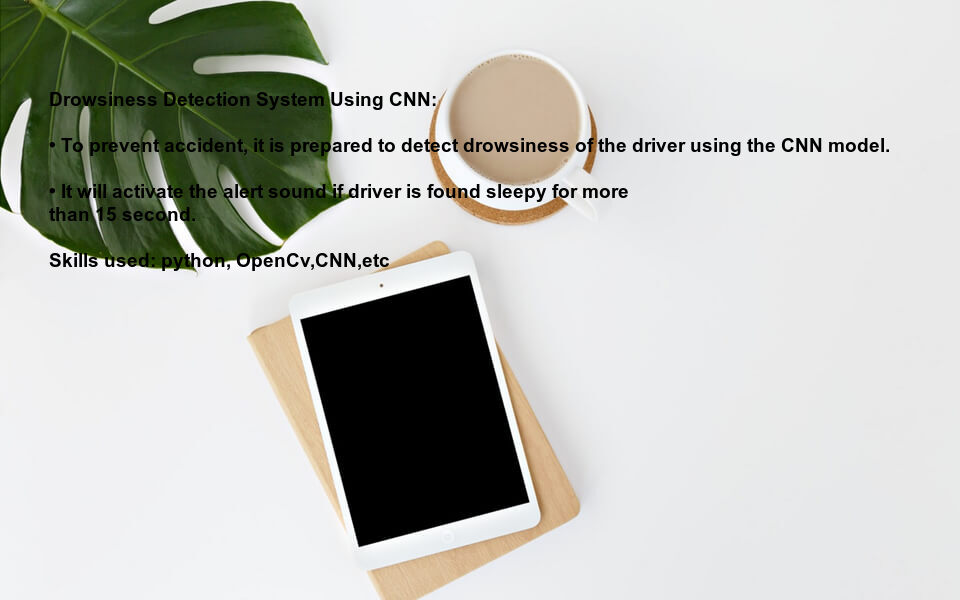 Drowsiness Detection System Using CNN:
• To prevent accident, it is prepared to detect drowsiness of the driver using the CNN model.
• It will activate the alert sound if driver is found sleepy for more
than 15 second.
Skills used: python, OpenCv,CNN,etc